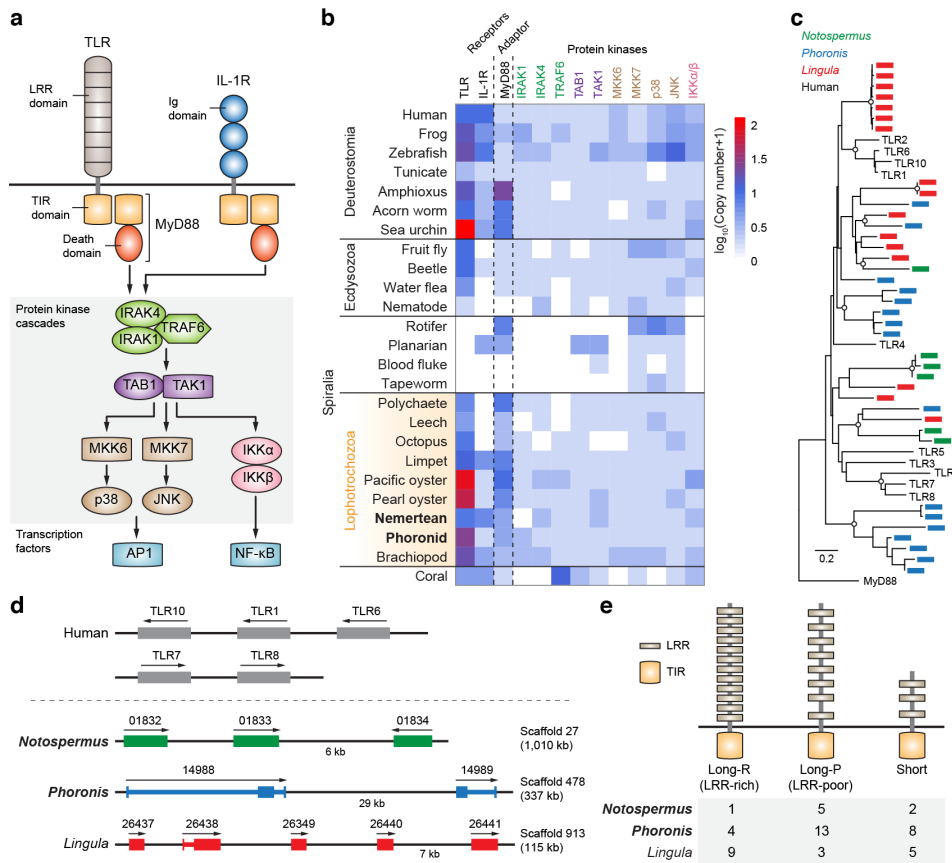 a
TLR
LRR
domain
IL-1R
Ig
domain
TIR
domain
MyD88
Death
domain
Protein kinase
cascades
IRAK4
IRAK1
TRAF6
TAB1
TAK1
MKK6
MKK7
IKKα
IKKβ
p38
JNK
Transcription
factors
AP1
NF-κB
b
Receptors
Adaptor
Protein kinases
TLR
IL-1R
MyD88
IRAK1
IRAK4
TRAF6
TAB1
TAK1
MKK6
MKK7
p38
JNK
IKKα/β
Deuterostomia
Human
Frog
Zebrafish
Tunicate
Amphioxus
Acorn worm
Sea urchin
Ecdysozoa
Fruit fly
Beetle
Water flea
Nematode
Spiralia
Rotifer
Planarian
Blood fluke
Tapeworm
Lophotrochozoa
Polychaete
Leech
Octopus
Limpet
Pacific oyster
Pearl oyster
Nemertean
Phoronid
Brachiopod
Coral
2
1.5
1
0.5
0
log10(Copy number+1)
c
Notospermus
Phoronis
Lingula
Human
TLR2
TLR6
TLR10
TLR1
TLR4
TLR5
TLR3
TLR
TLR7
TLR8
0.2
MyD88
d
Human
TLR10 TLR1 TLR6
TLR7 TLR8
01832 01833 01834
Notospermus
6 kb
Scaffold 27
(1,010 kb)
14988 14989
Phoronis
29 kb
Scaffold 478
(337 kb)
26437 26438 26349 26440 26441
Lingula
7 kb
Scaffold 913
(115 kb)
e
LRR
TIR
Long-R
(LRR-rich)
Long-P
(LRR-poor)
Short
Notospermus 1 5 2
Phoronis 4 13 8
Lingula 9 3 5